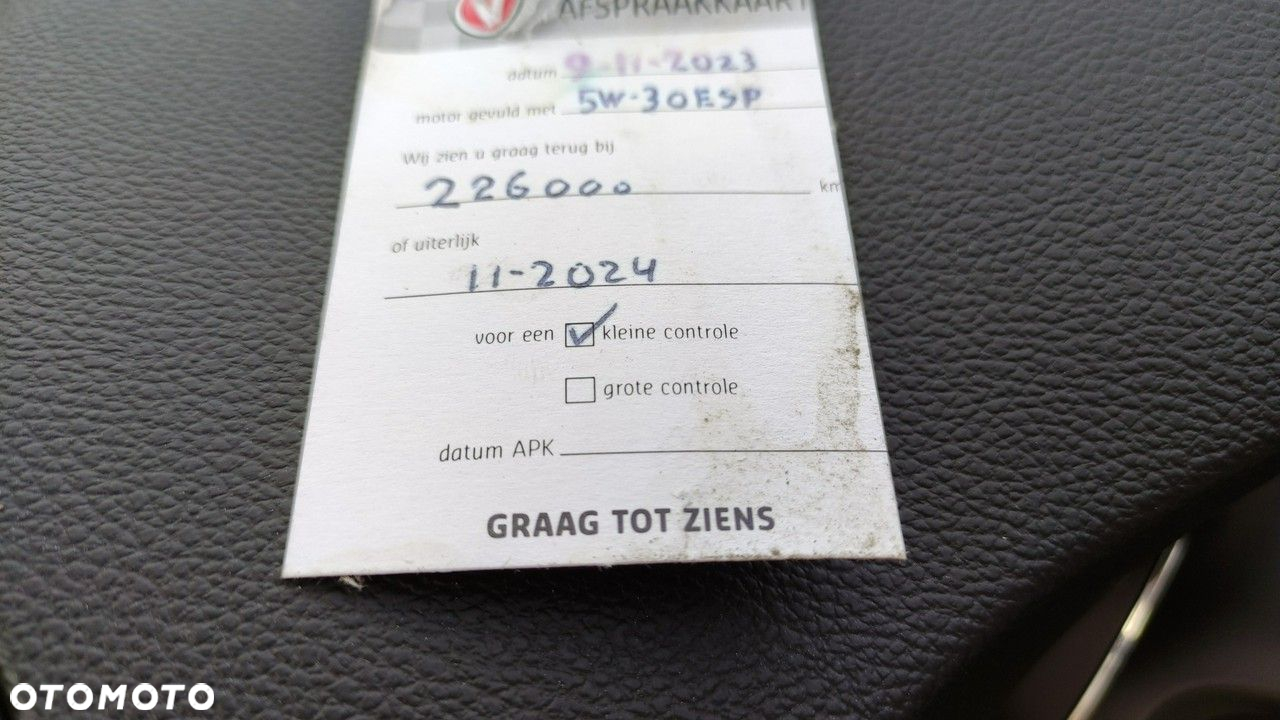 AFSPRAAKKAART
datum 9-11-2023
motor gevuld met 5W-30ESP
Wij zien u graag terug bij
226000 km
of uiterlijk
11-2024
voor een kleine controle
grote controle
datum APK
GRAAG TOT ZIENS
OTOMOTO